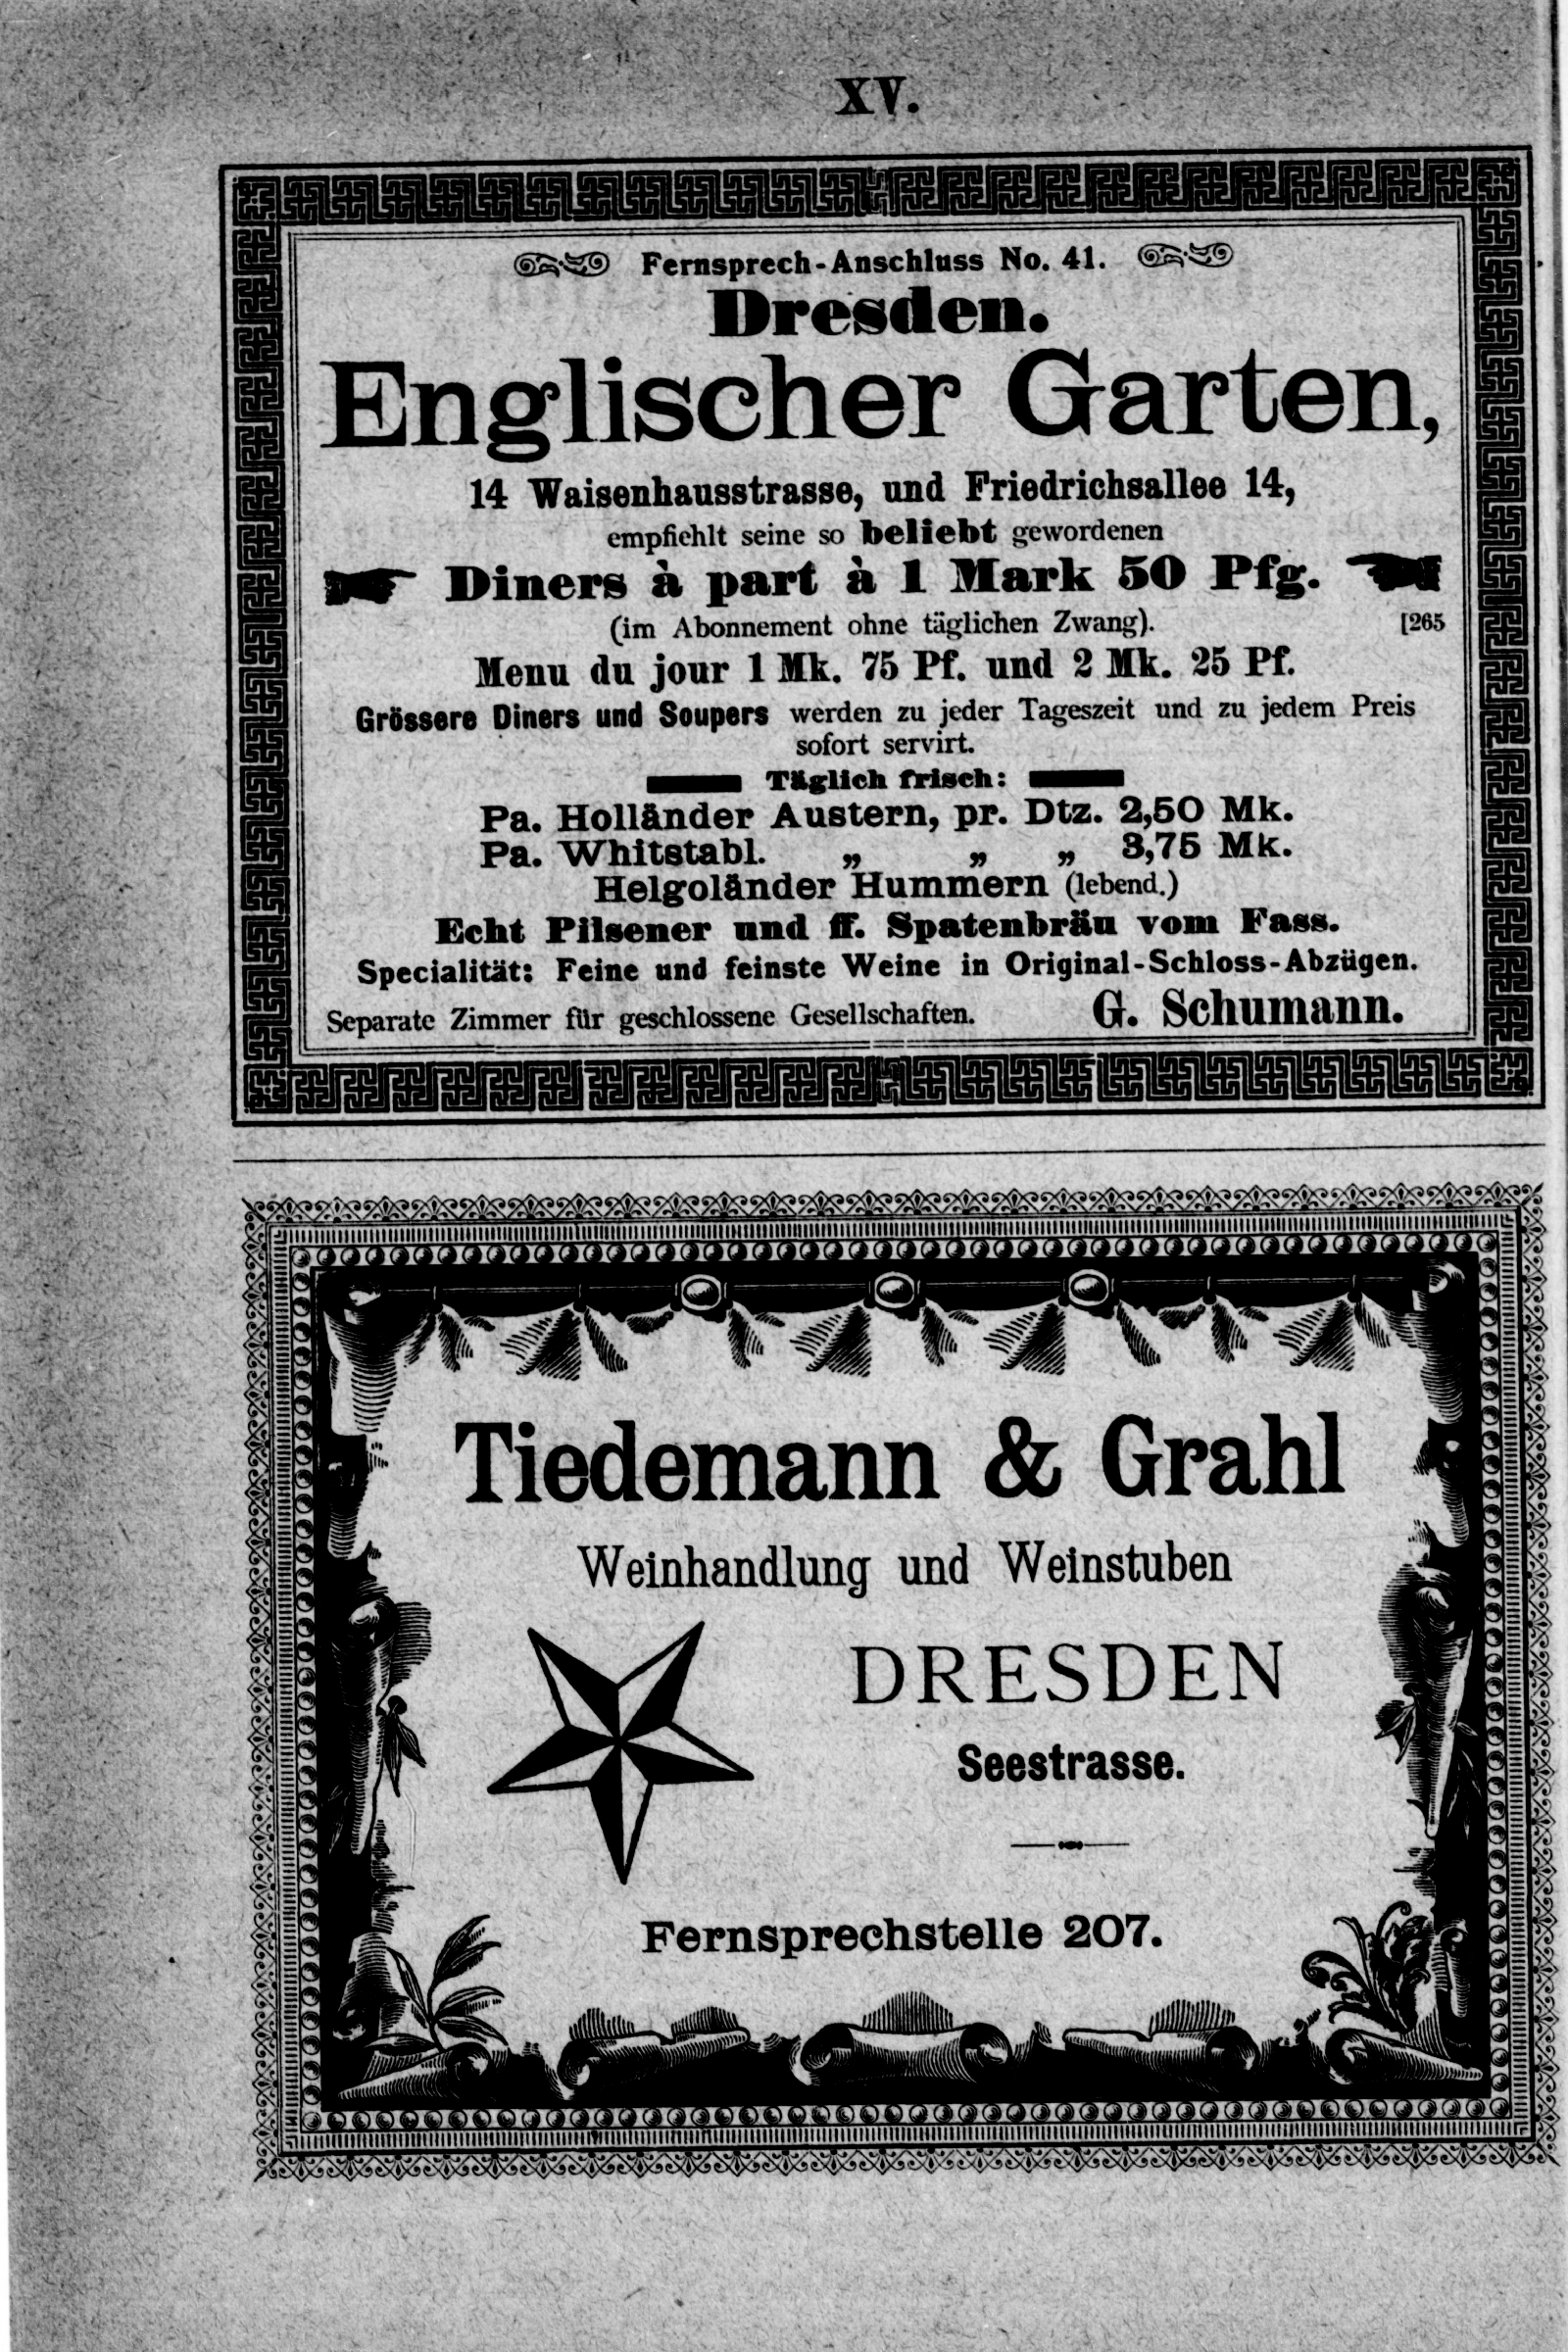 XV.
Fernsprech-Anschluss No. 41.
Dresden.
Englischer Garten,
14 Waisenhausstrasse, und Friedrichsallee 14,
empfiehlt seine so beliebt gewordenen
Diners à part à 1 Mark 50 Pfg.
(im Abonnement ohne täglichen Zwang). [265
Menu du jour 1 Mk. 75 Pf. und 2 Mk. 25 Pf.
Grössere Diners und Soupers werden zu jeder Tageszeit und zu jedem Preis
sofort servirt.
Täglich frisch:
Pa. Holländer Austern, pr. Dtz. 2,50 Mk.
Pa. Whitstabl. „ „ „ 3,75 Mk.
Helgoländer Hummern (lebend.)
Echt Pilsener und ff. Spatenbräu vom Fass.
Specialität: Feine und feinste Weine in Original-Schloss-Abzügen.
Separate Zimmer für geschlossene Gesellschaften. G. Schumann.
Tiedemann & Grahl
Weinhandlung und Weinstuben
DRESDEN
Seestrasse.
Fernsprechstelle 207.